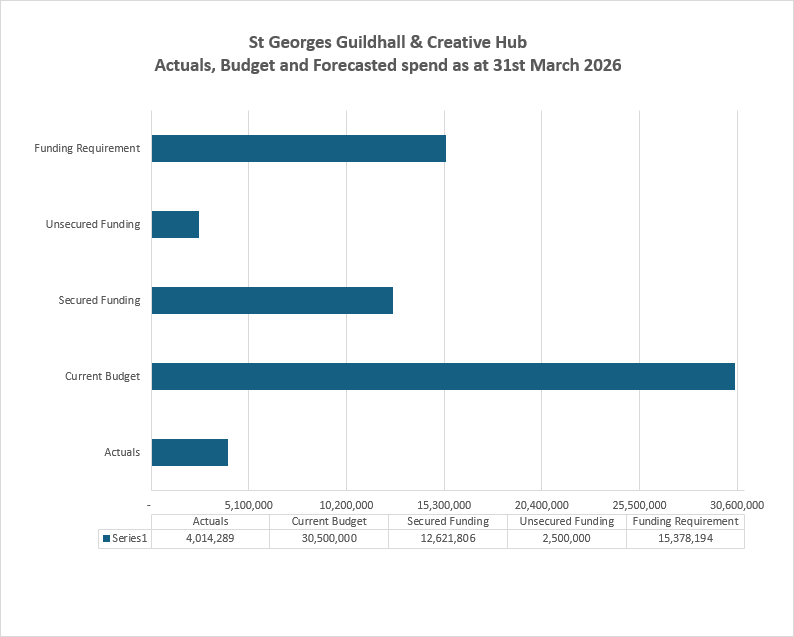 St Georges Guildhall & Creative Hub
Actuals, Budget and Forecasted spend as at 31st March 2026
Funding Requirement
Unsecured Funding
Secured Funding
Current Budget
Actuals
- 5,100,000 10,200,000 15,300,000 20,400,000 25,500,000 30,600,000
Actuals Current Budget Secured Funding Unsecured Funding Funding Requirement
Series1 4,014,289 30,500,000 12,621,806 2,500,000 15,378,194